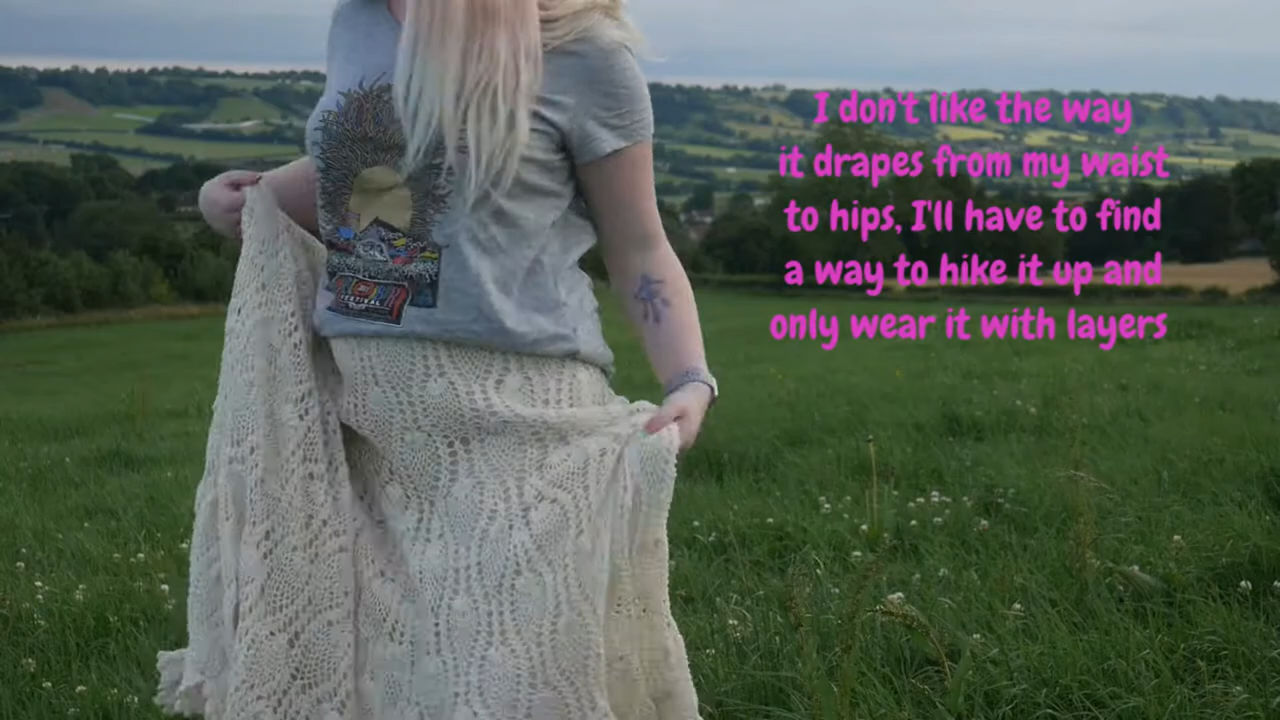 I don't like the way
it drapes from my waist
to hips, I'll have to find
a way to hike it up and
only wear it with layers
FESTIVAL